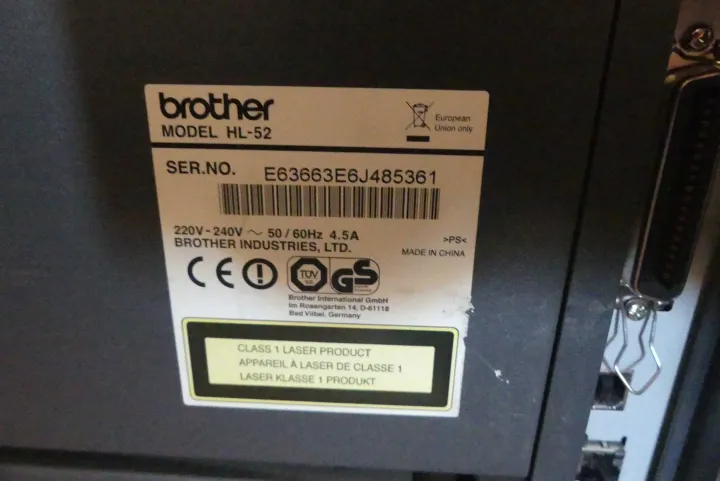 brother
MODEL HL-52
European
Union only
SER.NO. E63663E6J485361
220V-240V ~ 50/60Hz 4.5A
BROTHER INDUSTRIES, LTD.
>PS<
MADE IN CHINA
CE
TÜV
GS
Brother International GmbH
Im Rosengarten 14, D-61118
Bad Vilbel, Germany
CLASS 1 LASER PRODUCT
APPAREIL À LASER DE CLASSE 1
LASER KLASSE 1 PRODUKT